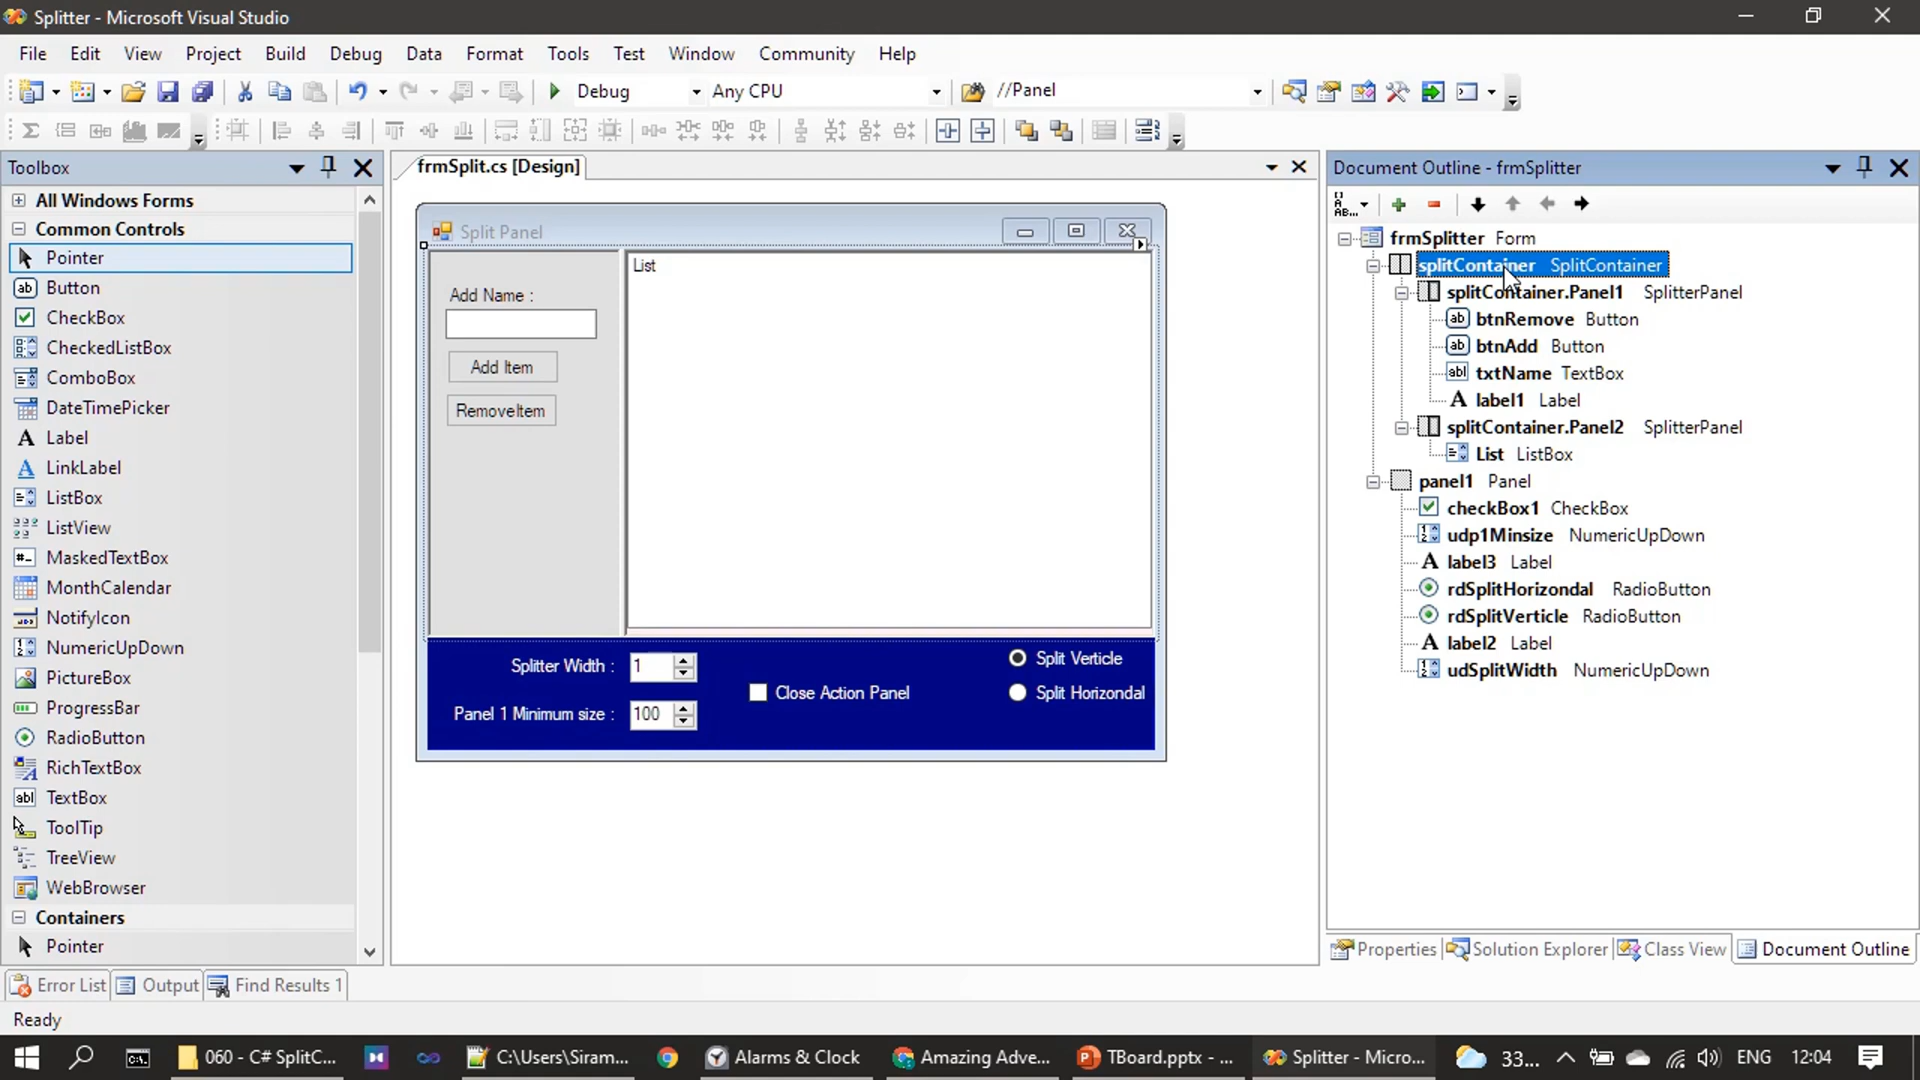 Splitter - Microsoft Visual Studio
File Edit View Project Build Debug Data Format Tools Test Window Community Help
Debug Any CPU //Panel
Toolbox
All Windows Forms
Common Controls
Pointer
Button
CheckBox
CheckedListBox
ComboBox
DateTimePicker
Label
LinkLabel
ListBox
ListView
MaskedTextBox
MonthCalendar
NotifyIcon
NumericUpDown
PictureBox
ProgressBar
RadioButton
RichTextBox
TextBox
ToolTip
TreeView
WebBrowser
Containers
Pointer
frmSplit.cs [Design]
Split Panel
Add Name :
Add Item
RemoveItem
List
Splitter Width : 1
Panel 1 Minimum size : 100
Close Action Panel
Split Verticle
Split Horizondal
Document Outline - frmSplitter
frmSplitter Form
splitContainer SplitContainer
splitContainer.Panel1 SplitterPanel
btnRemove Button
btnAdd Button
txtName TextBox
label1 Label
splitContainer.Panel2 SplitterPanel
List ListBox
panel1 Panel
checkBox1 CheckBox
udp1Minsize NumericUpDown
label3 Label
rdSplitHorizondal RadioButton
rdSplitVerticle RadioButton
label2 Label
udSplitWidth NumericUpDown
Properties Solution Explorer Class View Document Outline
Error List Output Find Results 1
Ready
060 - C# SplitC... C:\Users\Siram... Alarms & Clock Amazing Adve... TBoard.pptx - ... Splitter - Micro... 33... ENG 12:04